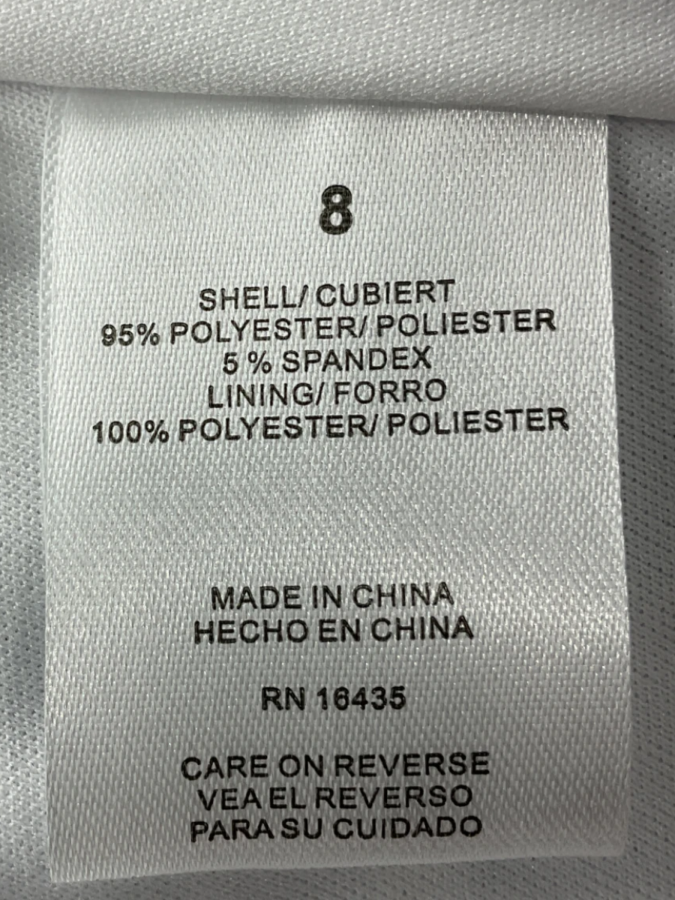 8
SHELL/ CUBIERT
95% POLYESTER/ POLIESTER
5 % SPANDEX
LINING/ FORRO
100% POLYESTER/ POLIESTER
MADE IN CHINA
HECHO EN CHINA
RN 16435
CARE ON REVERSE
VEA EL REVERSO
PARA SU CUIDADO